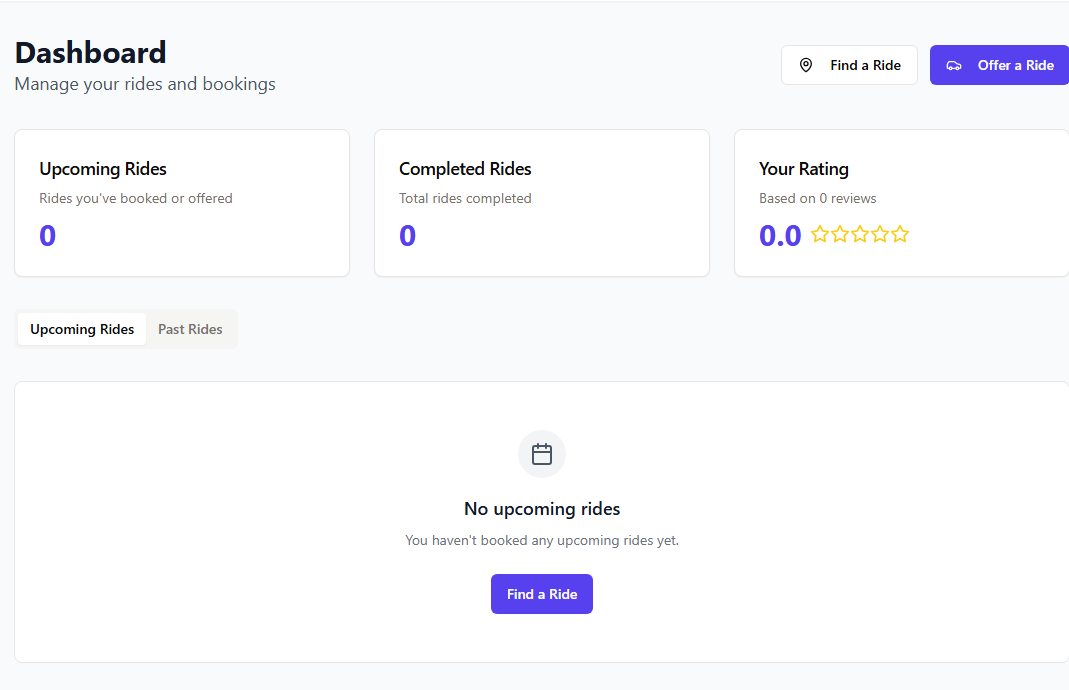 Dashboard
Manage your rides and bookings
Find a Ride
Offer a Ride
Upcoming Rides
Rides you've booked or offered
0
Completed Rides
Total rides completed
0
Your Rating
Based on 0 reviews
0.0
Upcoming Rides
Past Rides
No upcoming rides
You haven't booked any upcoming rides yet.
Find a Ride